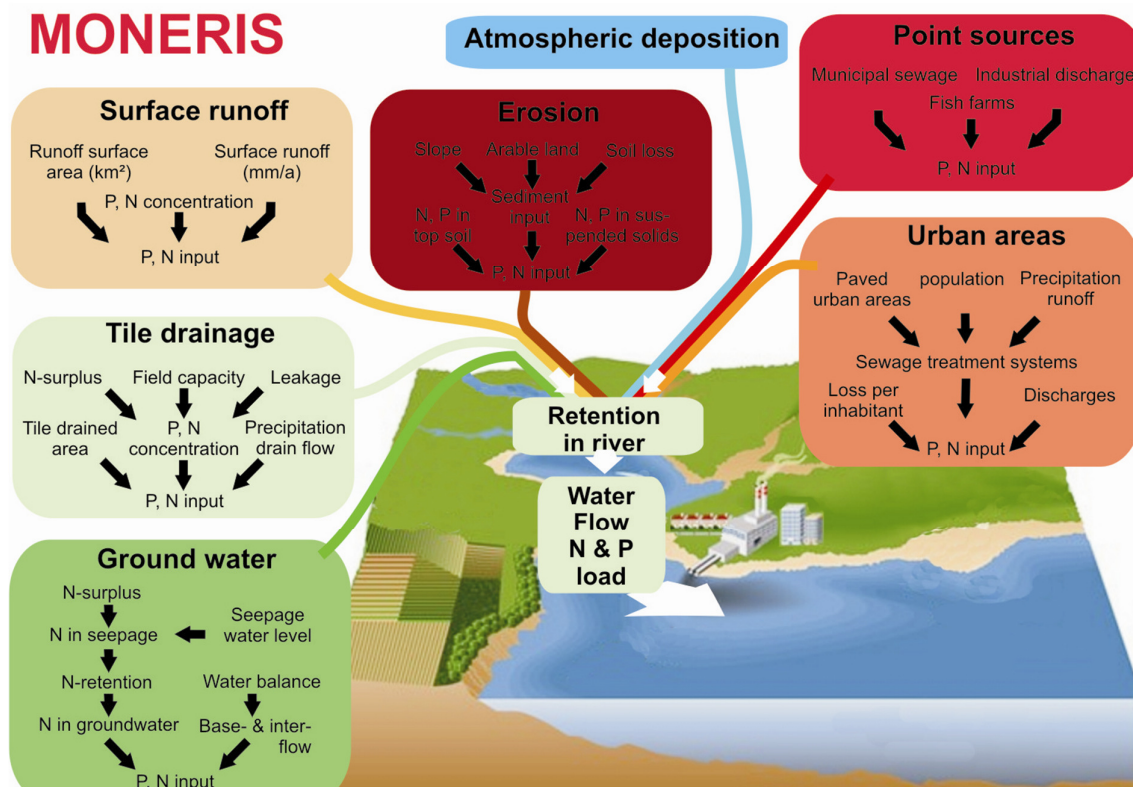 MONERIS
Atmospheric deposition
Point sources
Municipal sewage
Industrial discharge
Fish farms
P, N input
Surface runoff
Runoff surface
area (km²)
Surface runoff
(mm/a)
P, N concentration
P, N input
Erosion
Slope
Arable land
Soil loss
Sediment
input
N, P in
top soil
N, P in sus-
pended solids
P, N input
Urban areas
Paved
urban areas
population
Precipitation
runoff
Sewage treatment systems
Loss per
inhabitant
Discharges
P, N input
Tile drainage
N-surplus
Field capacity
Leakage
Tile drained
area
P, N
concentration
Precipitation
drain flow
P, N input
Retention
in river
Water
Flow
N & P
load
Ground water
N-surplus
N in seepage
Seepage
water level
N-retention
Water balance
N in groundwater
Base- & inter-
flow
P, N input